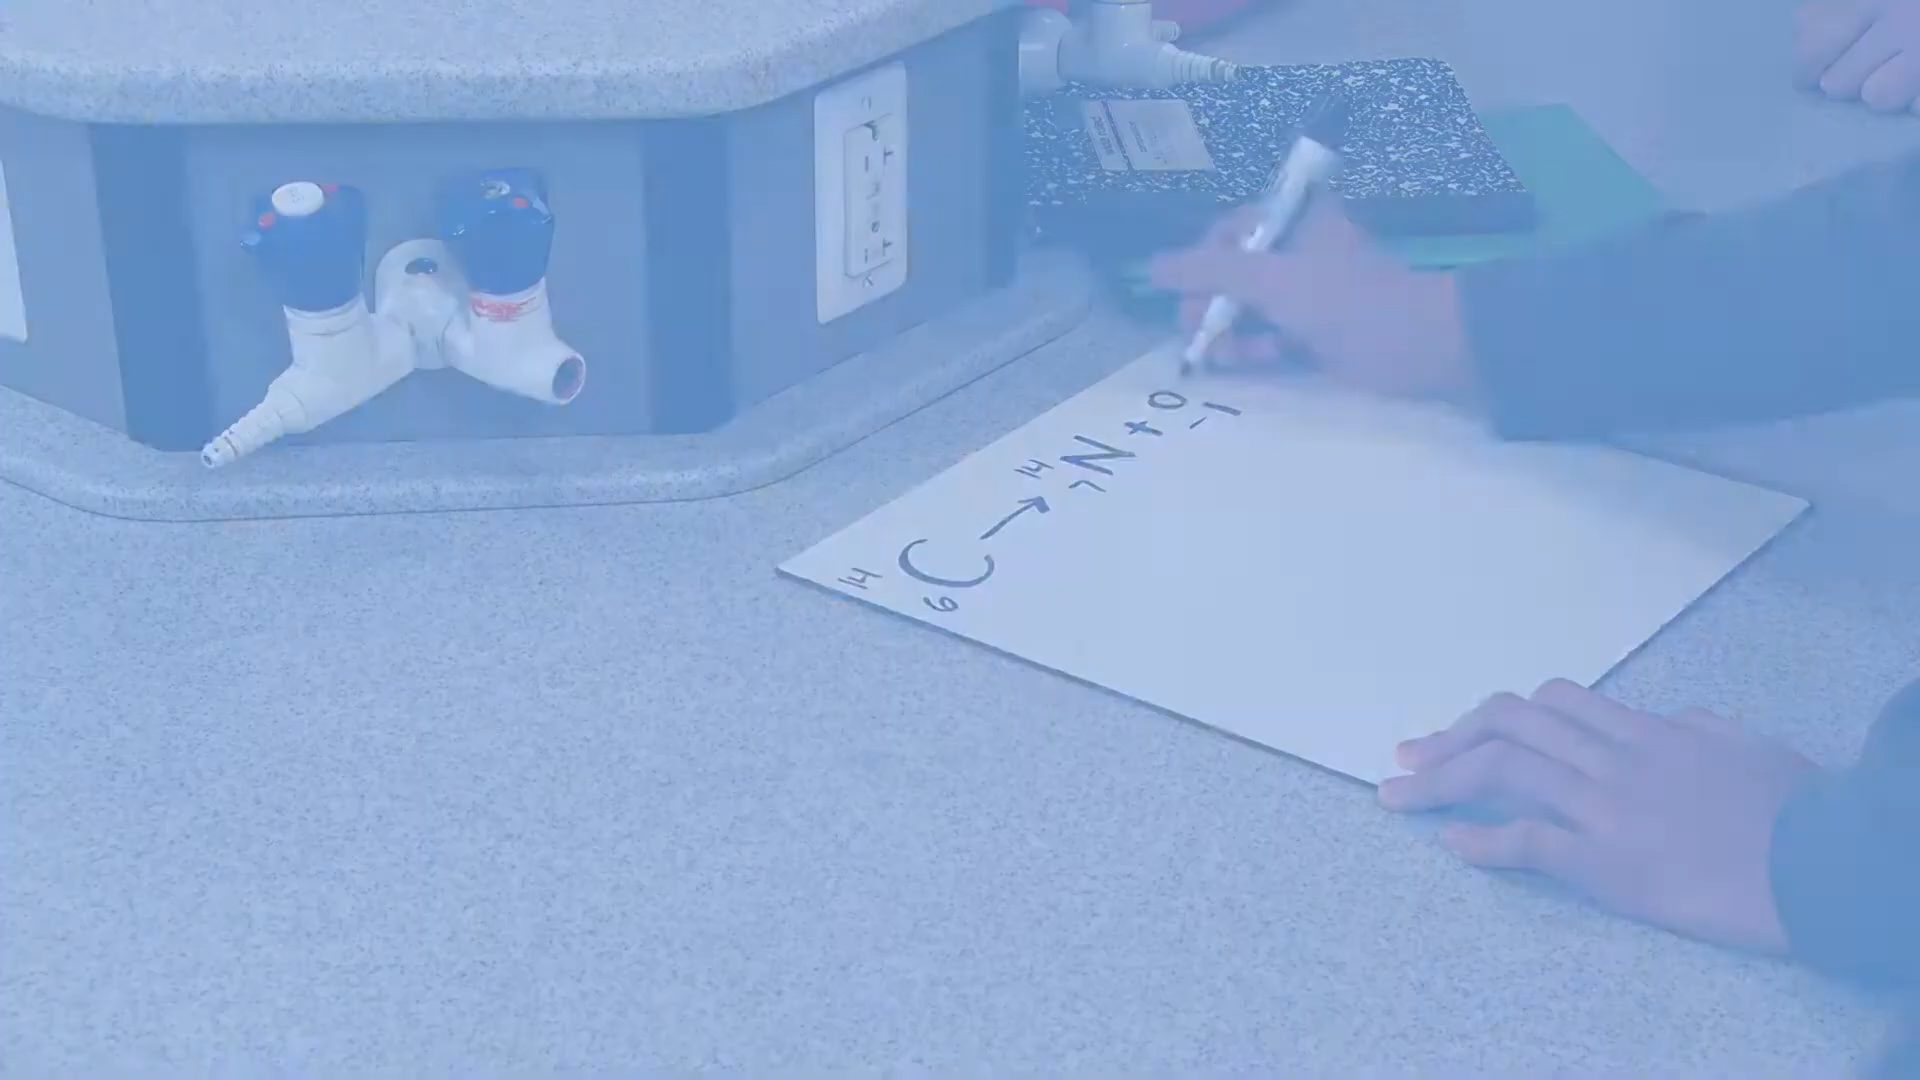 ¹⁴₆C → ¹⁴₇N + ⁰₋₁